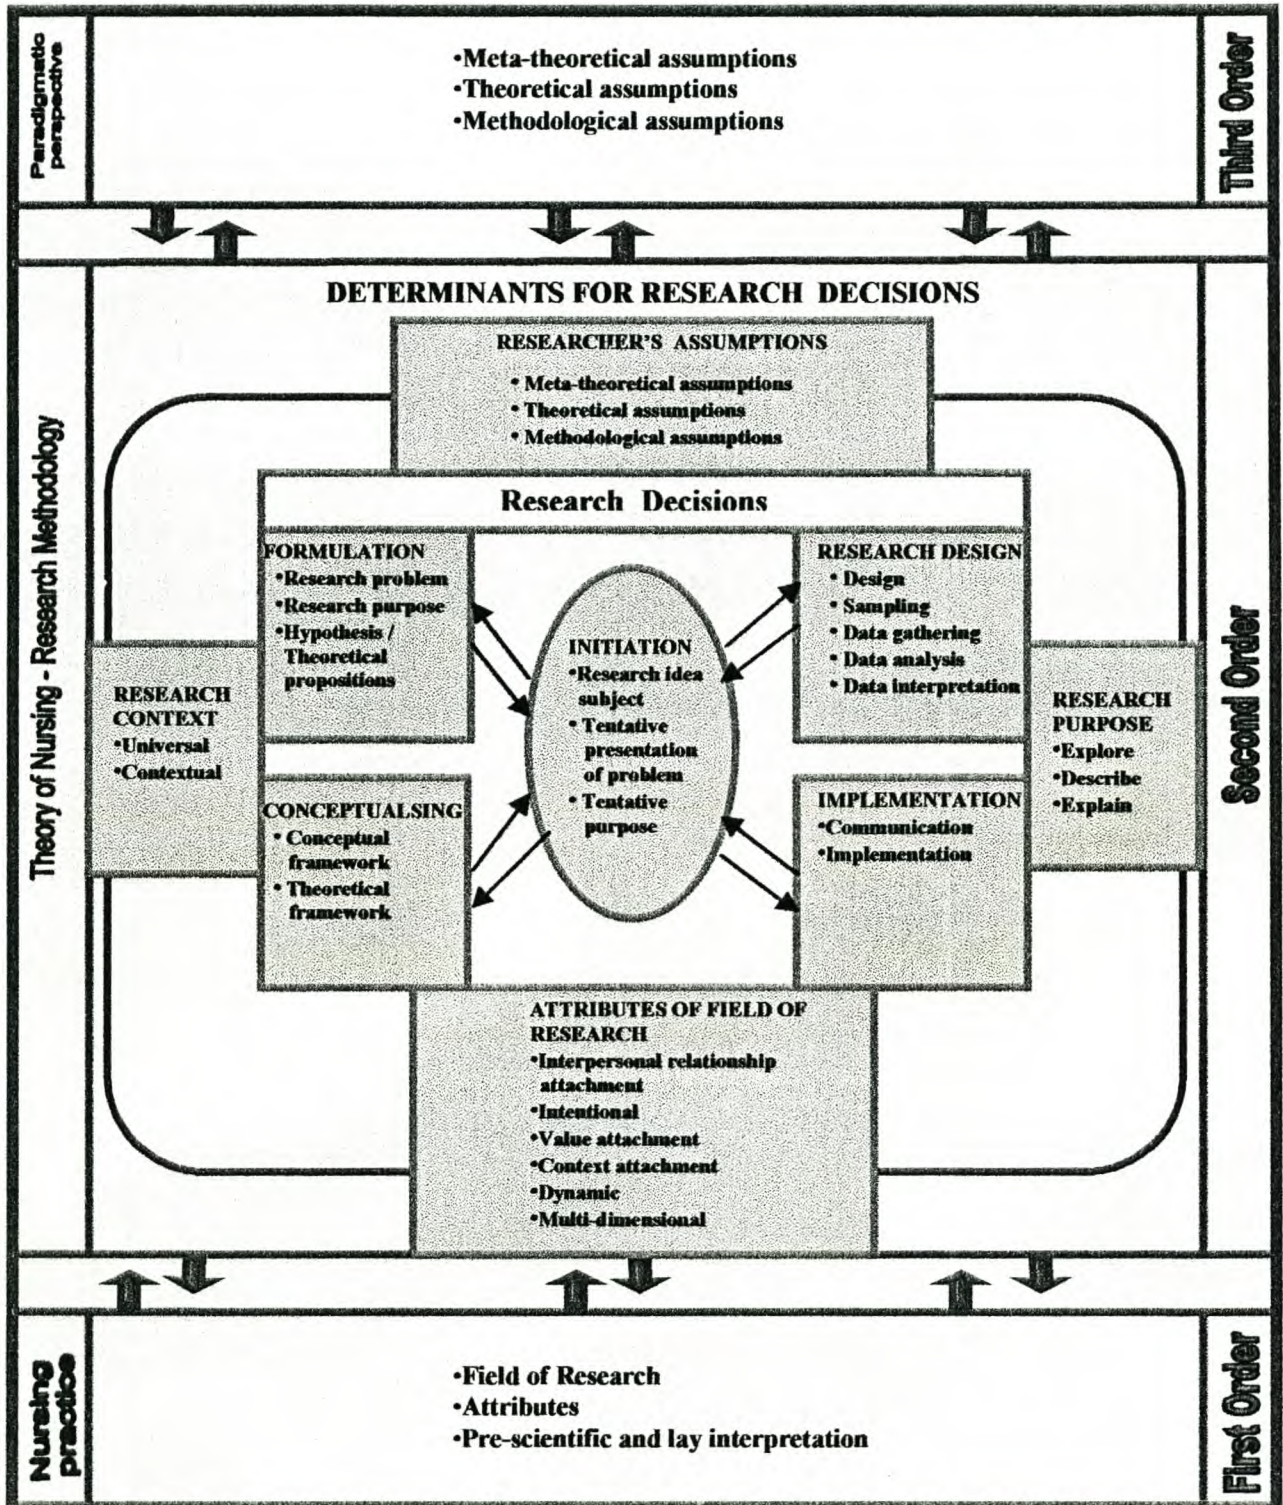 Paradigmatic
perspective
•Meta-theoretical assumptions
•Theoretical assumptions
•Methodological assumptions
Third Order
Theory of Nursing - Research Methodology
DETERMINANTS FOR RESEARCH DECISIONS
RESEARCHER'S ASSUMPTIONS
• Meta-theoretical assumptions
• Theoretical assumptions
• Methodological assumptions
Research Decisions
FORMULATION
•Research problem
•Research purpose
•Hypothesis /
Theoretical
propositions
RESEARCH DESIGN
• Design
• Sampling
• Data gathering
• Data analysis
• Data interpretation
INITIATION
•Research idea
subject
• Tentative
presentation
of problem
• Tentative
purpose
RESEARCH
CONTEXT
•Universal
•Contextual
RESEARCH
PURPOSE
•Explore
•Describe
•Explain
CONCEPTUALSING
• Conceptual
framework
• Theoretical
framework
IMPLEMENTATION
•Communication
•Implementation
ATTRIBUTES OF FIELD OF
RESEARCH
•Interpersonal relationship
attachment
•Intentional
•Value attachment
•Context attachment
•Dynamic
•Multi-dimensional
Second Order
Nursing
practice
•Field of Research
•Attributes
•Pre-scientific and lay interpretation
First Order